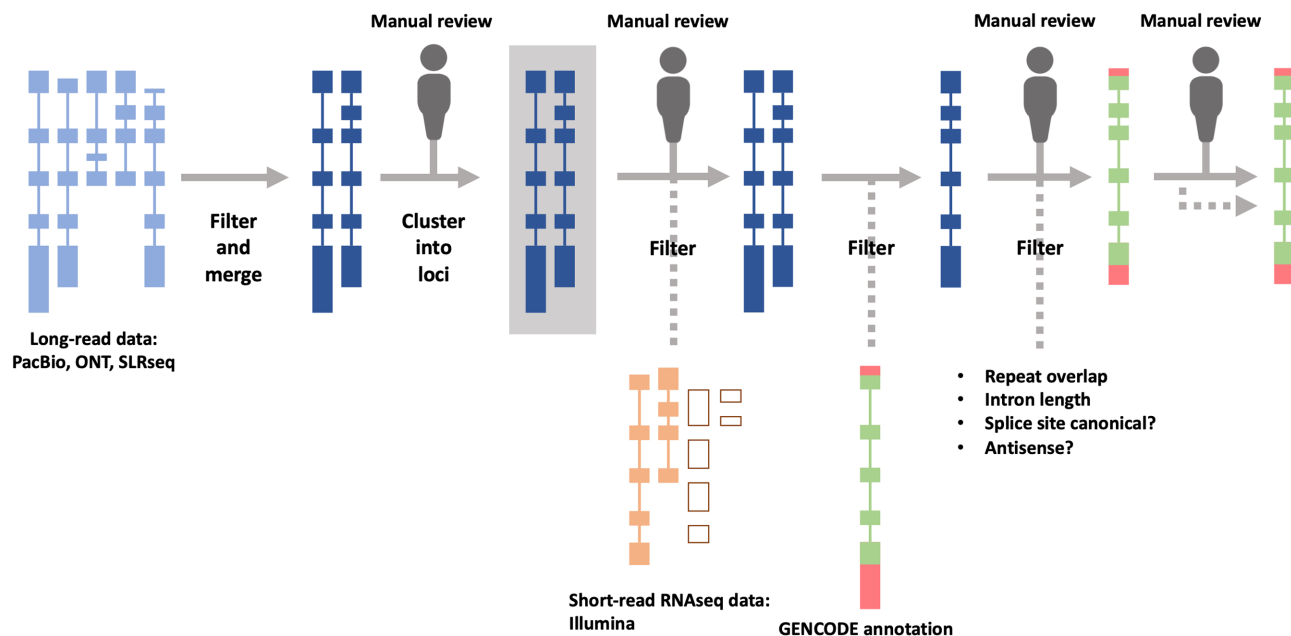 Manual review
Manual review
Manual review
Manual review
Filter
and
merge
Cluster
into
loci
Filter
Filter
Filter
Long-read data:
PacBio, ONT, SLRseq
• Repeat overlap
• Intron length
• Splice site canonical?
• Antisense?
Short-read RNAseq data:
Illumina
GENCODE annotation